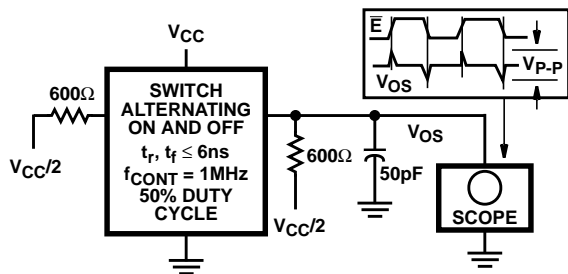 V_CC
600Ω
V_CC/2
SWITCH
ALTERNATING
ON AND OFF
t_r, t_f ≤ 6ns
f_CONT = 1MHz
50% DUTY
CYCLE
600Ω
V_CC/2
50pF
V_OS
E̅
V_OS
V_P-P
SCOPE